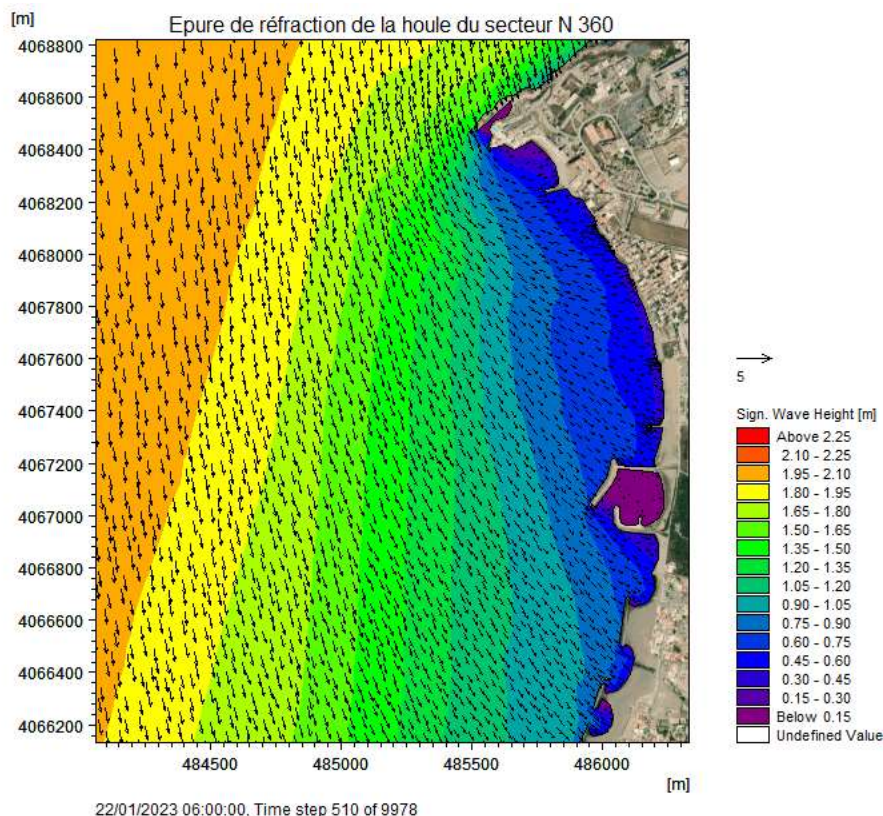 Epure de réfraction de la houle du secteur N 360
[m]
4068800
4068600
4068400
4068200
4068000
4067800
4067600
4067400
4067200
4067000
4066800
4066600
4066400
4066200
484500
485000
485500
486000
[m]
5
Sign. Wave Height [m]
Above 2.25
2.10 - 2.25
1.95 - 2.10
1.80 - 1.95
1.65 - 1.80
1.50 - 1.65
1.35 - 1.50
1.20 - 1.35
1.05 - 1.20
0.90 - 1.05
0.75 - 0.90
0.60 - 0.75
0.45 - 0.60
0.30 - 0.45
0.15 - 0.30
Below 0.15
Undefined Value
22/01/2023 06:00:00, Time step 510 of 9978